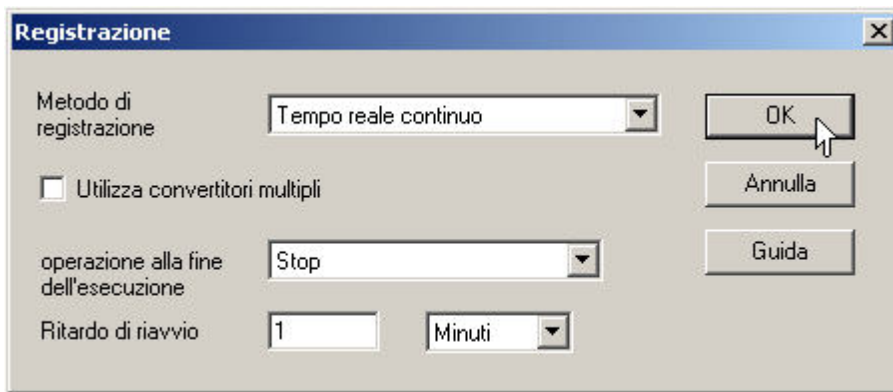 Registrazione
Metodo di
registrazione
Tempo reale continuo
OK
Utilizza convertitori multipli
Annulla
operazione alla fine
dell'esecuzione
Stop
Guida
Ritardo di riavvio
1
Minuti